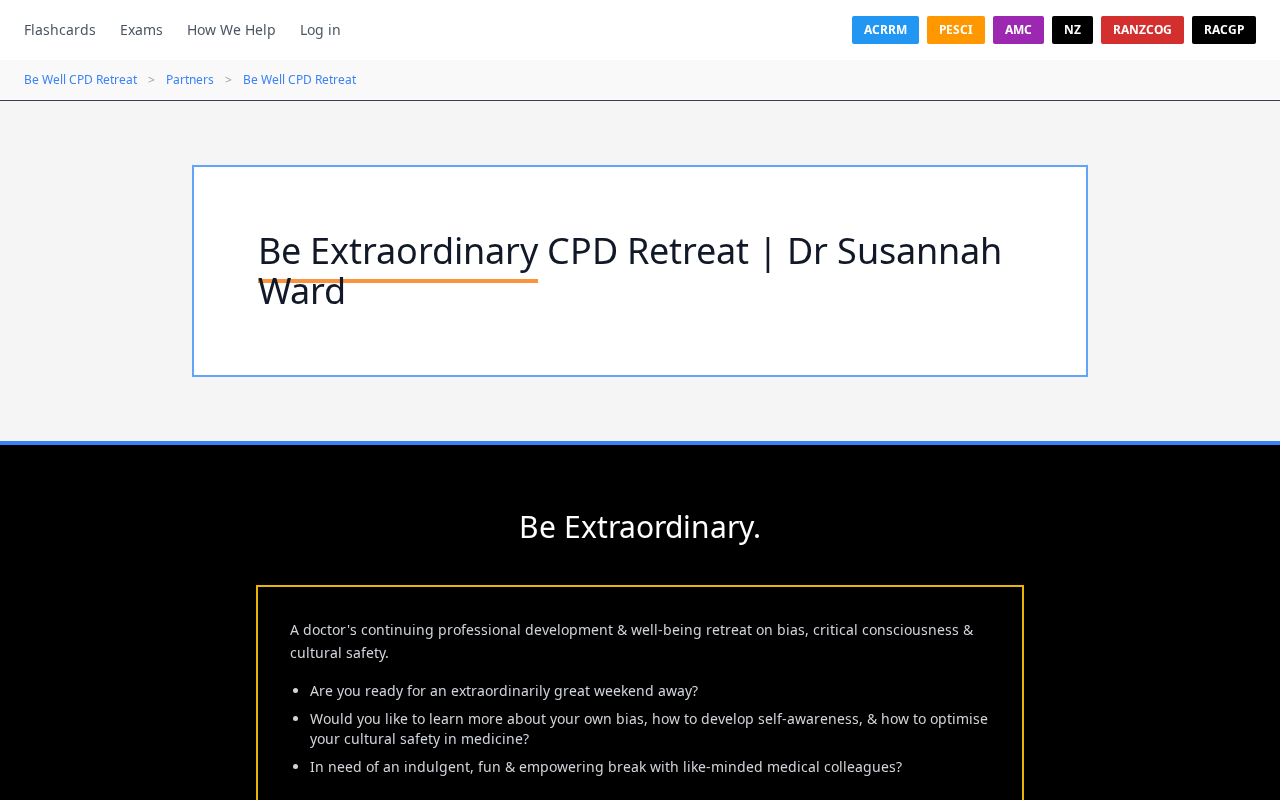 Flashcards Exams How We Help Log in ACRRM PESCI AMC NZ RANZCOG RACGP
Be Well CPD Retreat > Partners > Be Well CPD Retreat
Be Extraordinary CPD Retreat | Dr Susannah
Ward
Be Extraordinary.
A doctor's continuing professional development & well-being retreat on bias, critical consciousness &
cultural safety.
• Are you ready for an extraordinarily great weekend away?
• Would you like to learn more about your own bias, how to develop self-awareness, & how to optimise
your cultural safety in medicine?
• In need of an indulgent, fun & empowering break with like-minded medical colleagues?